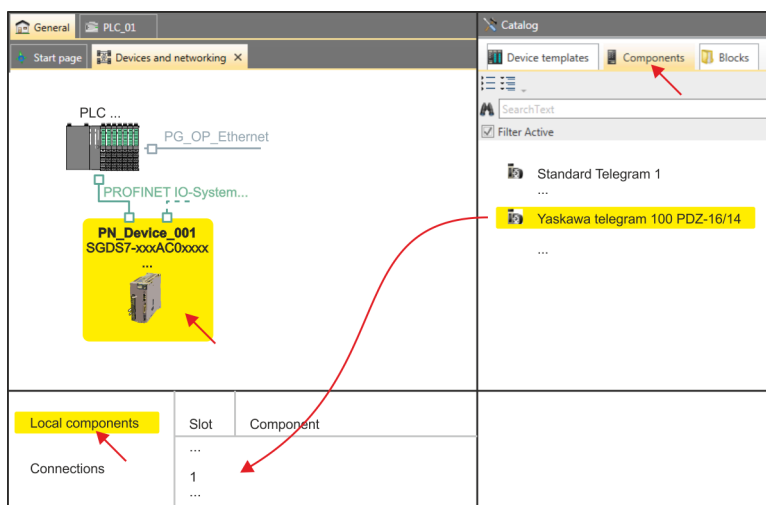 General
PLC_01
Start page
Devices and networking
PLC ...
PG_OP_Ethernet
PROFINET IO-System...
PN_Device_001
SGDS7-xxxAC0xxxx
...
Local components
Connections
Slot
Component
...
1
...
Catalog
Device templates
Components
Blocks
SearchText
Filter Active
Standard Telegram 1
...
Yaskawa telegram 100 PDZ-16/14
...